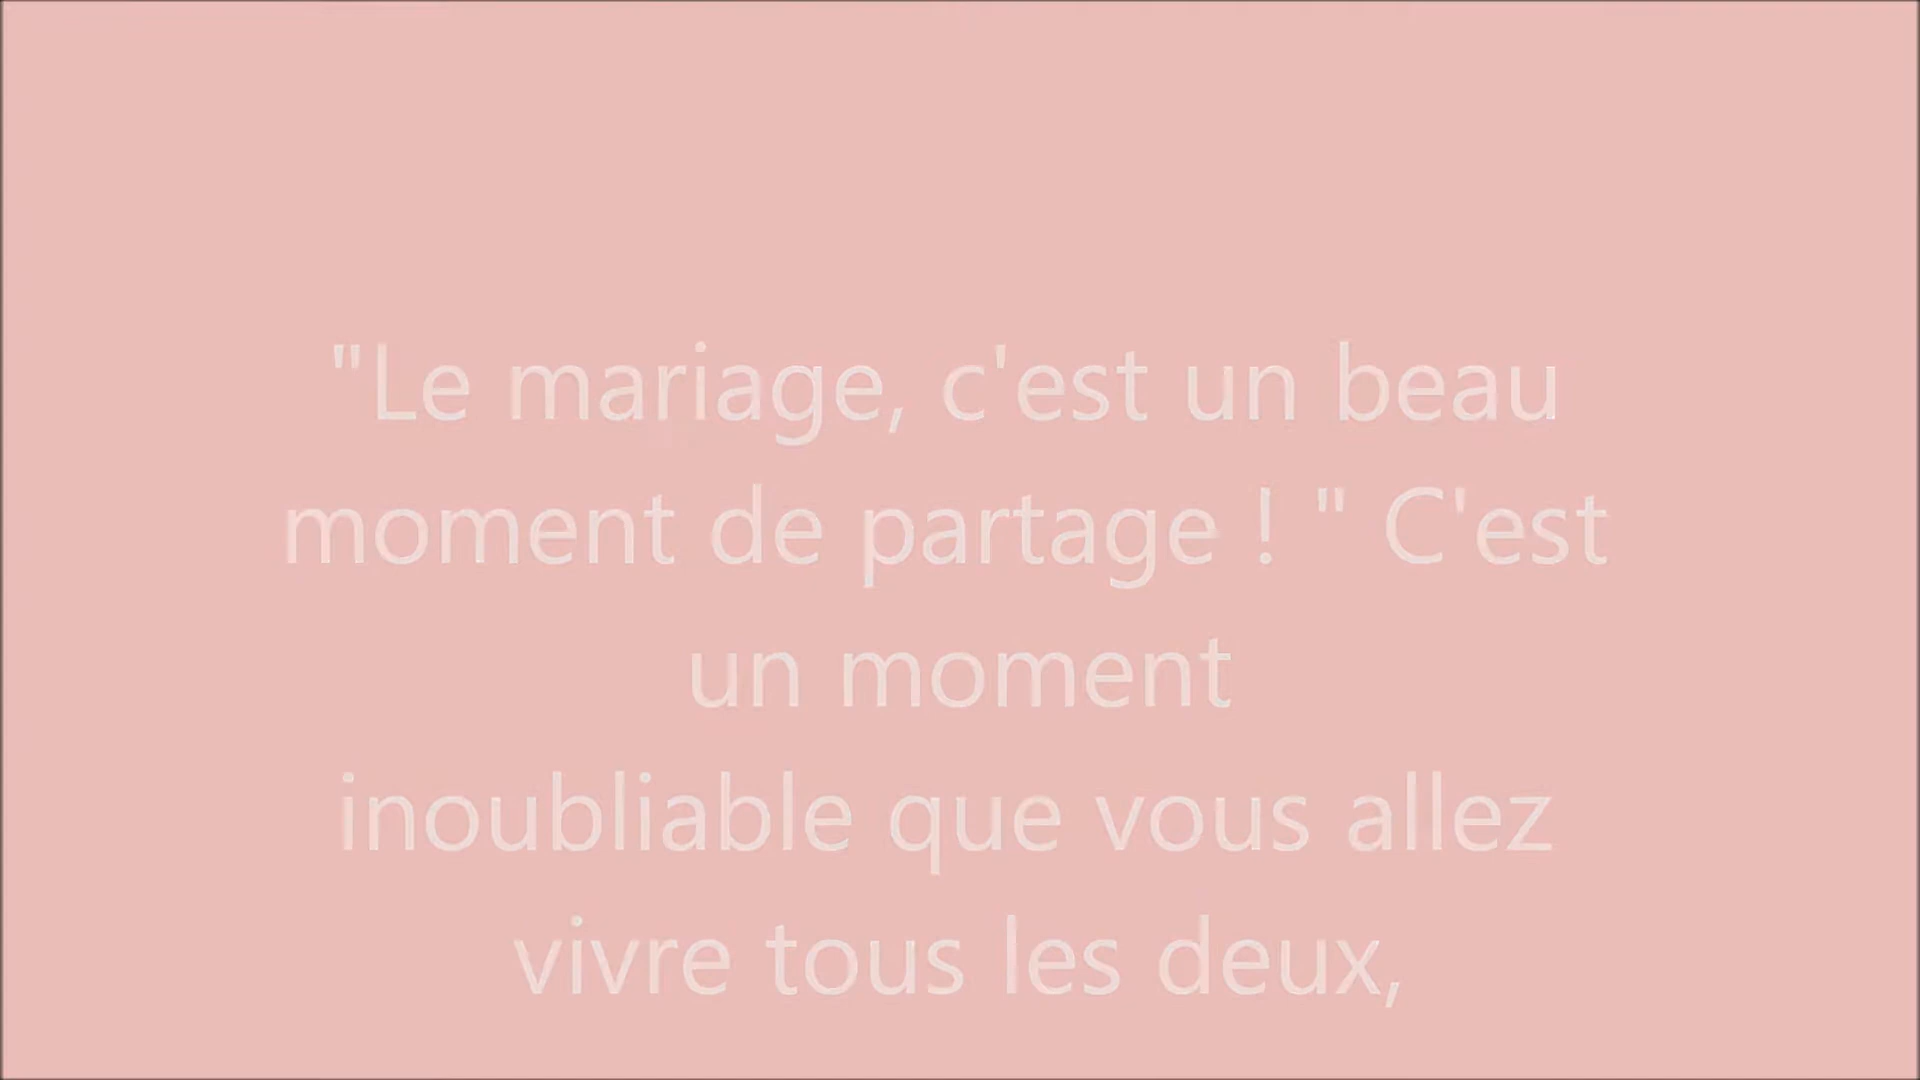 "Le mariage, c'est un beau
moment de partage ! " C'est
un moment
inoubliable que vous allez
vivre tous les deux,